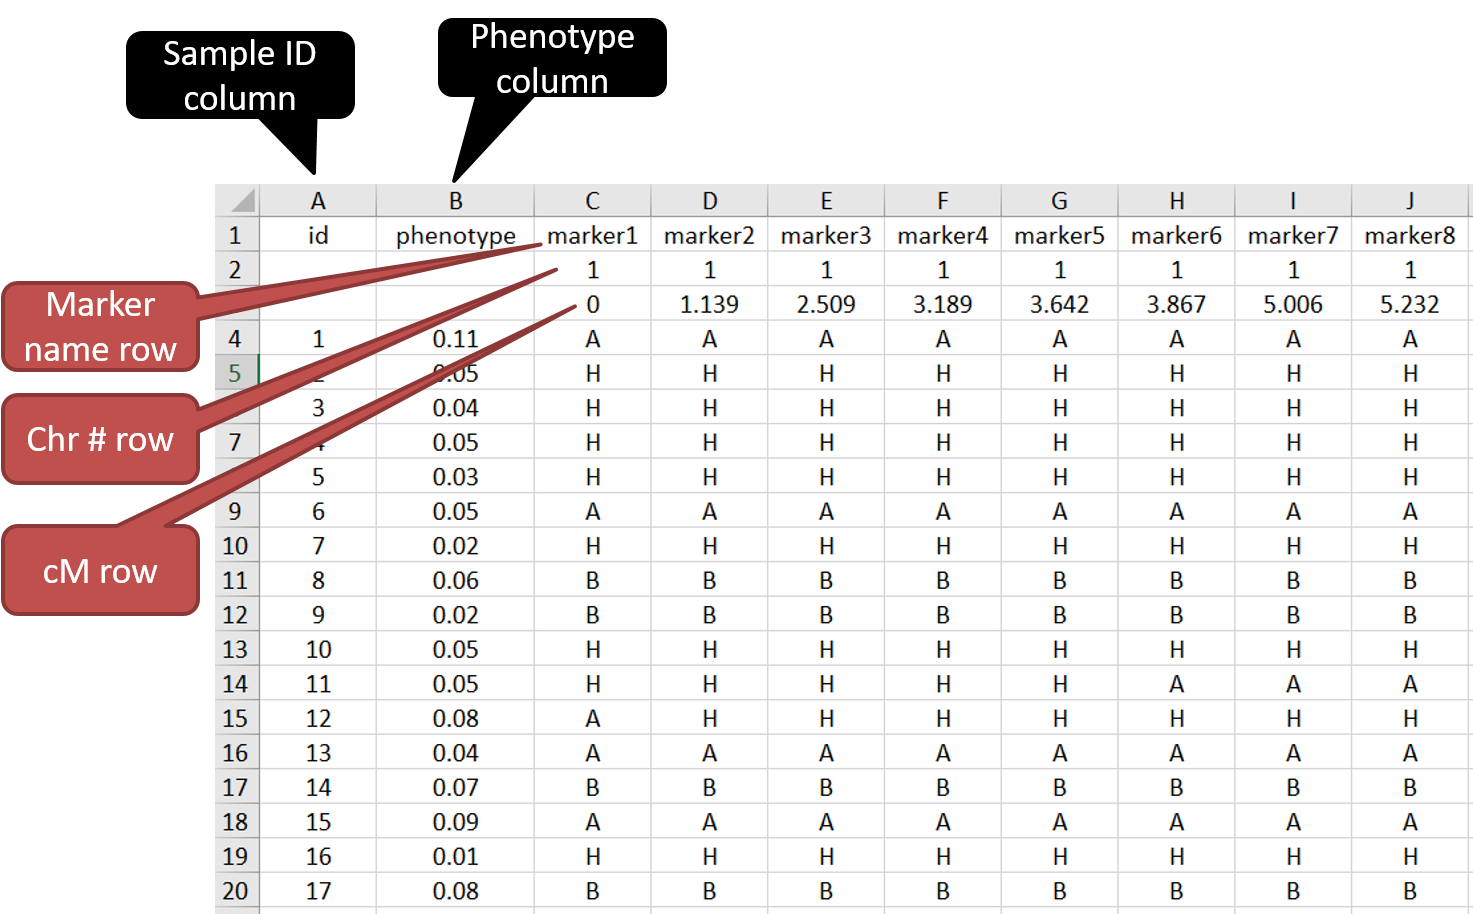 Sample ID
column
Phenotype
column
A B C D E F G H I J
1 id phenotype marker1 marker2 marker3 marker4 marker5 marker6 marker7 marker8
2 1 1 1 1 1 1 1 1
0 1.139 2.509 3.189 3.642 3.867 5.006 5.232
Marker
name row
4 1 0.11 A A A A A A A A
5 2 0.05 H H H H H H H H
3 0.04 H H H H H H H H
Chr # row
7 4 0.05 H H H H H H H H
5 0.03 H H H H H H H H
9 6 0.05 A A A A A A A A
10 7 0.02 H H H H H H H H
cM row
11 8 0.06 B B B B B B B B
12 9 0.02 B B B B B B B B
13 10 0.05 H H H H H H H H
14 11 0.05 H H H H H A A A
15 12 0.08 A H H H H H H H
16 13 0.04 A A A A A A A A
17 14 0.07 B B B B B B B B
18 15 0.09 A A A A A A A A
19 16 0.01 H H H H H H H H
20 17 0.08 B B B B B B B B